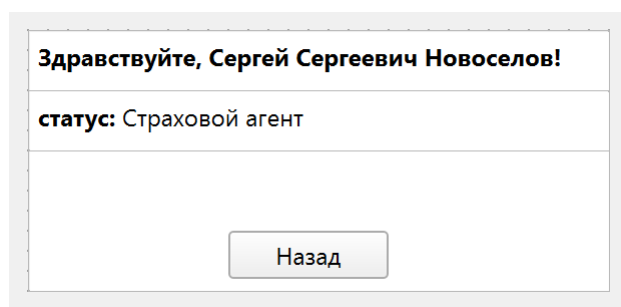 Здравствуйте, Сергей Сергеевич Новоселов!
статус: Страховой агент
Назад